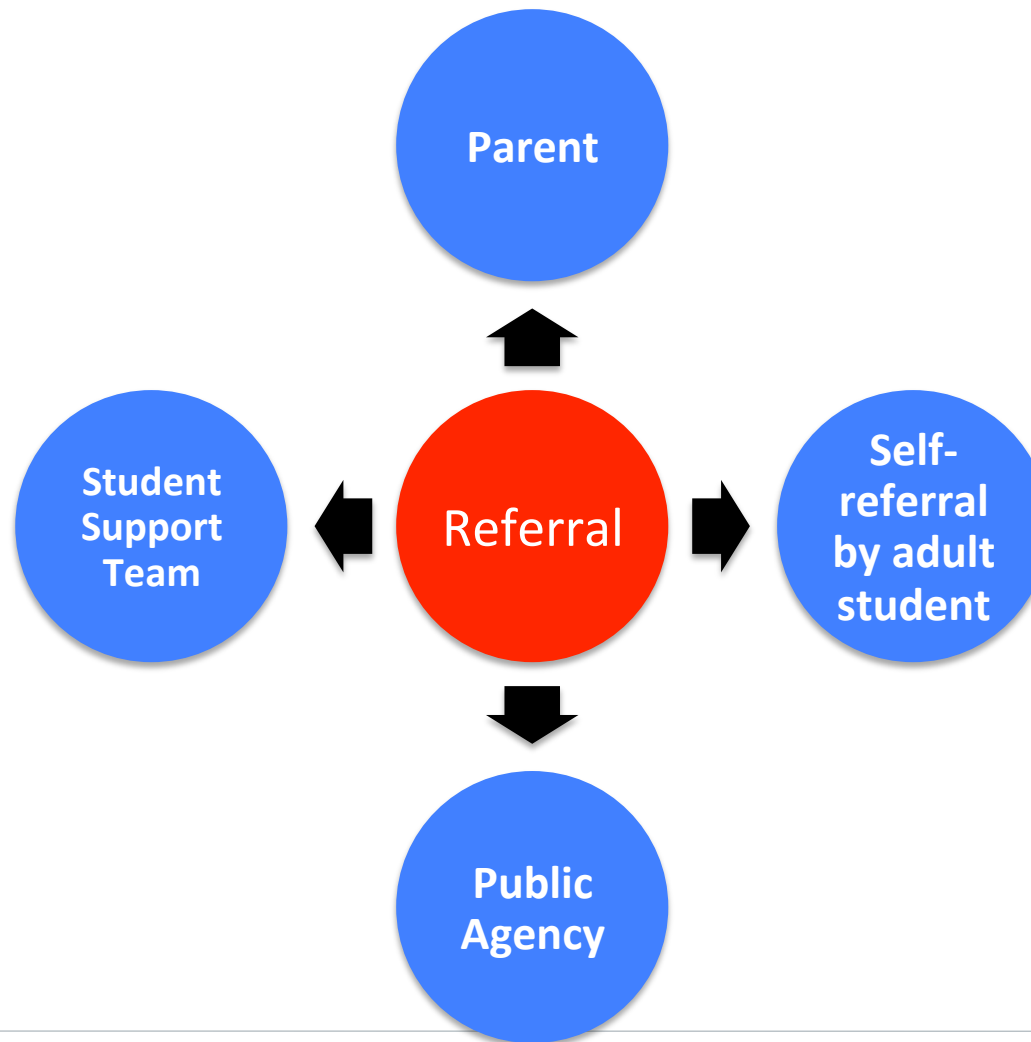 Parent
Student
Support
Team
Referral
Self-
referral
by adult
student
Public
Agency